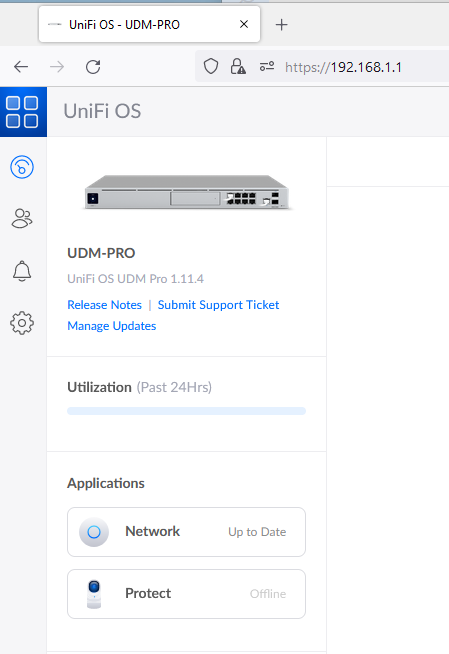 UniFi OS - UDM-PRO
https://192.168.1.1
UniFi OS
UDM-PRO
UniFi OS UDM Pro 1.11.4
Release Notes | Submit Support Ticket
Manage Updates
Utilization (Past 24Hrs)
Applications
Network Up to Date
Protect Offline